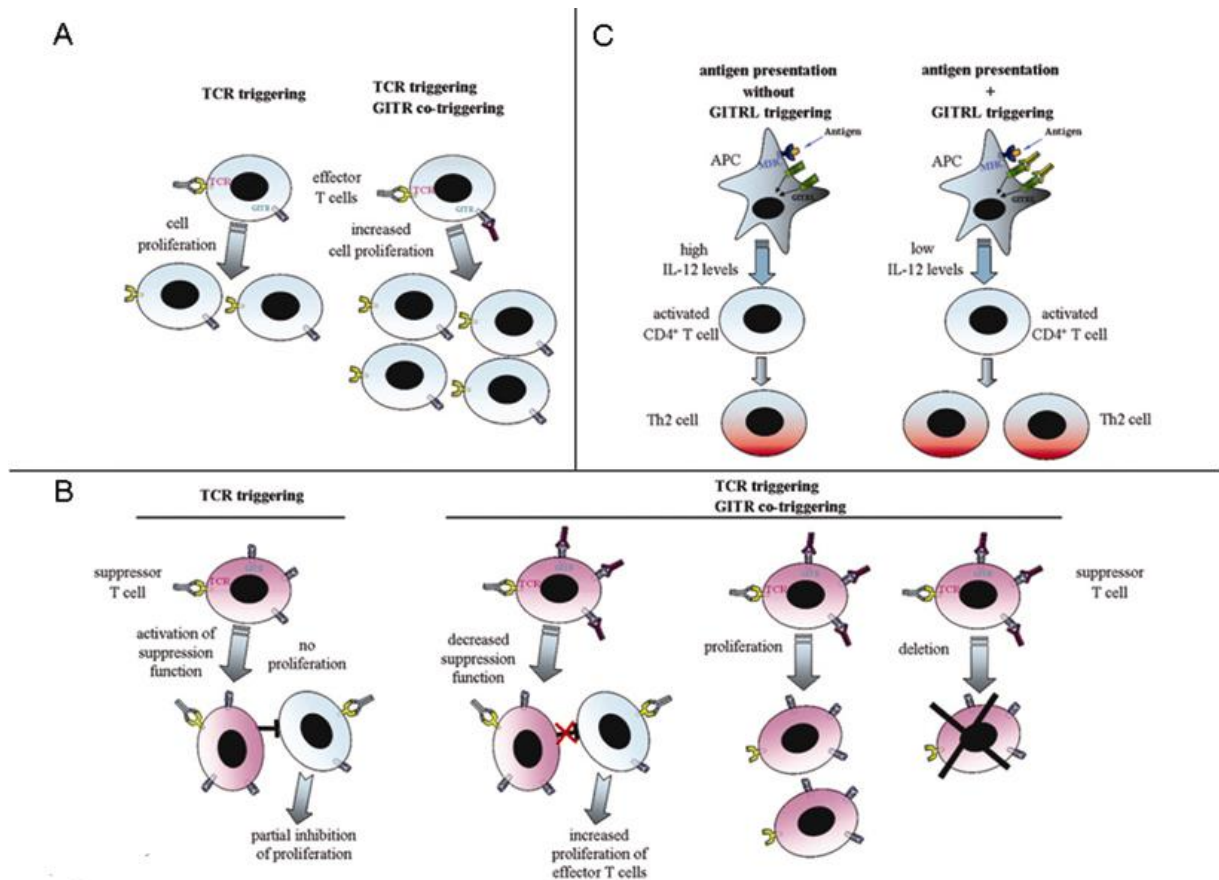 A
TCR triggering
TCR triggering
GITR co-triggering
TCR
GITR
effector
T cells
TCR
GITR
cell
proliferation
increased
cell proliferation
C
antigen presentation
without
GITRL triggering
antigen presentation
+
GITRL triggering
Antigen
APC
MHC
GITRL
Antigen
APC
MHC
GITRL
high
IL-12 levels
low
IL-12 levels
activated
CD4⁺ T cell
activated
CD4⁺ T cell
Th2 cell
Th2 cell
B
TCR triggering
TCR triggering
GITR co-triggering
suppressor
T cell
GITR
TCR
GITR
TCR
GITR
TCR
GITR
TCR
suppressor
T cell
activation of
suppression
function
no
proliferation
decreased
suppression
function
proliferation
deletion
partial inhibition
of proliferation
increased
proliferation of
effector T cells